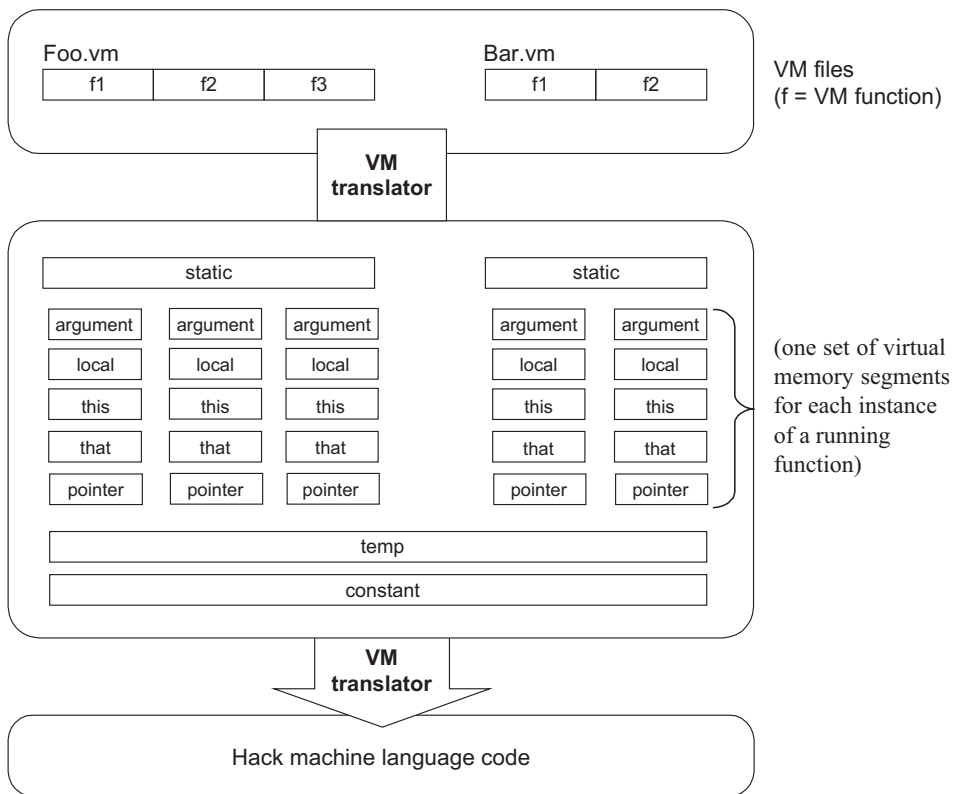 Foo.vm
f1 f2 f3
Bar.vm
f1 f2
VM files
(f = VM function)
VM
translator
static
static
argument argument argument argument argument
local local local local local
this this this this this
that that that that that
pointer pointer pointer pointer pointer
(one set of virtual
memory segments
for each instance
of a running
function)
temp
constant
VM
translator
Hack machine language code